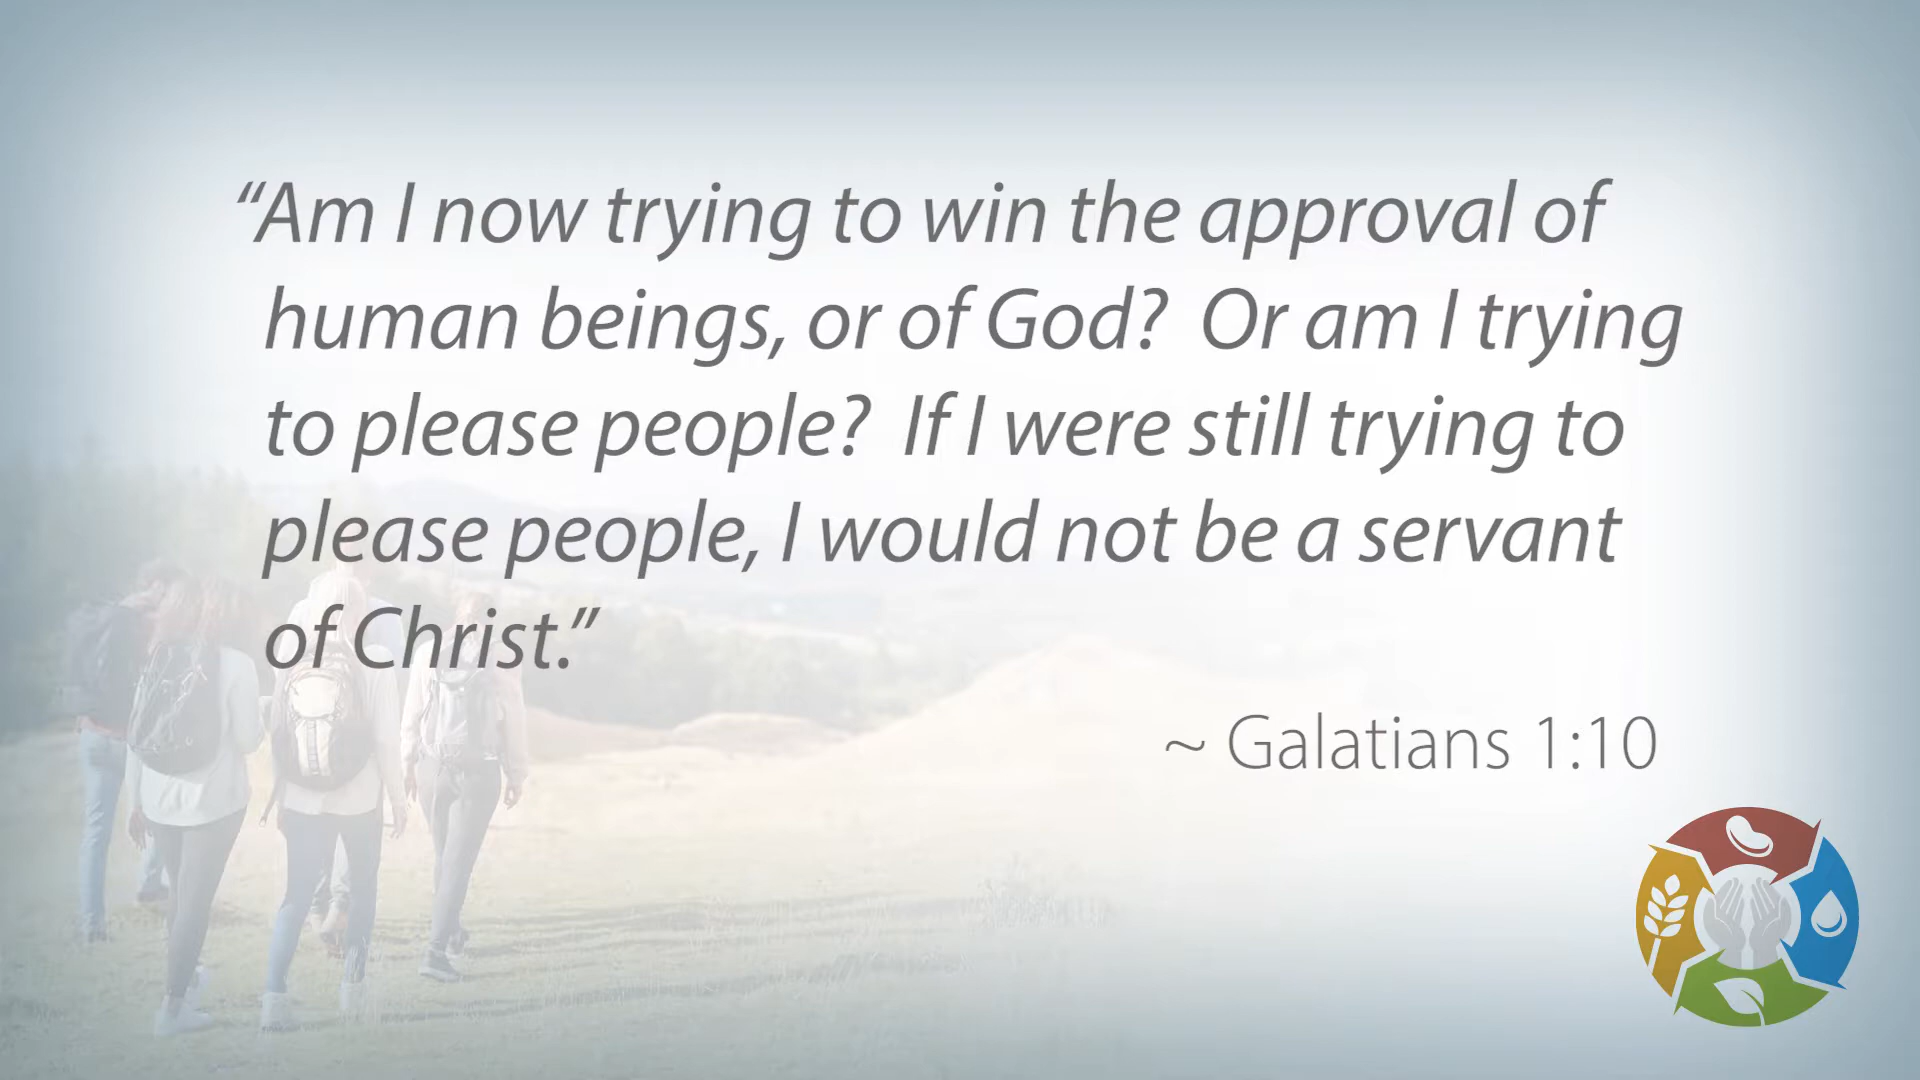 “Am I now trying to win the approval of
human beings, or of God?  Or am I trying
to please people?  If I were still trying to
please people, I would not be a servant
of Christ.”
~ Galatians 1:10